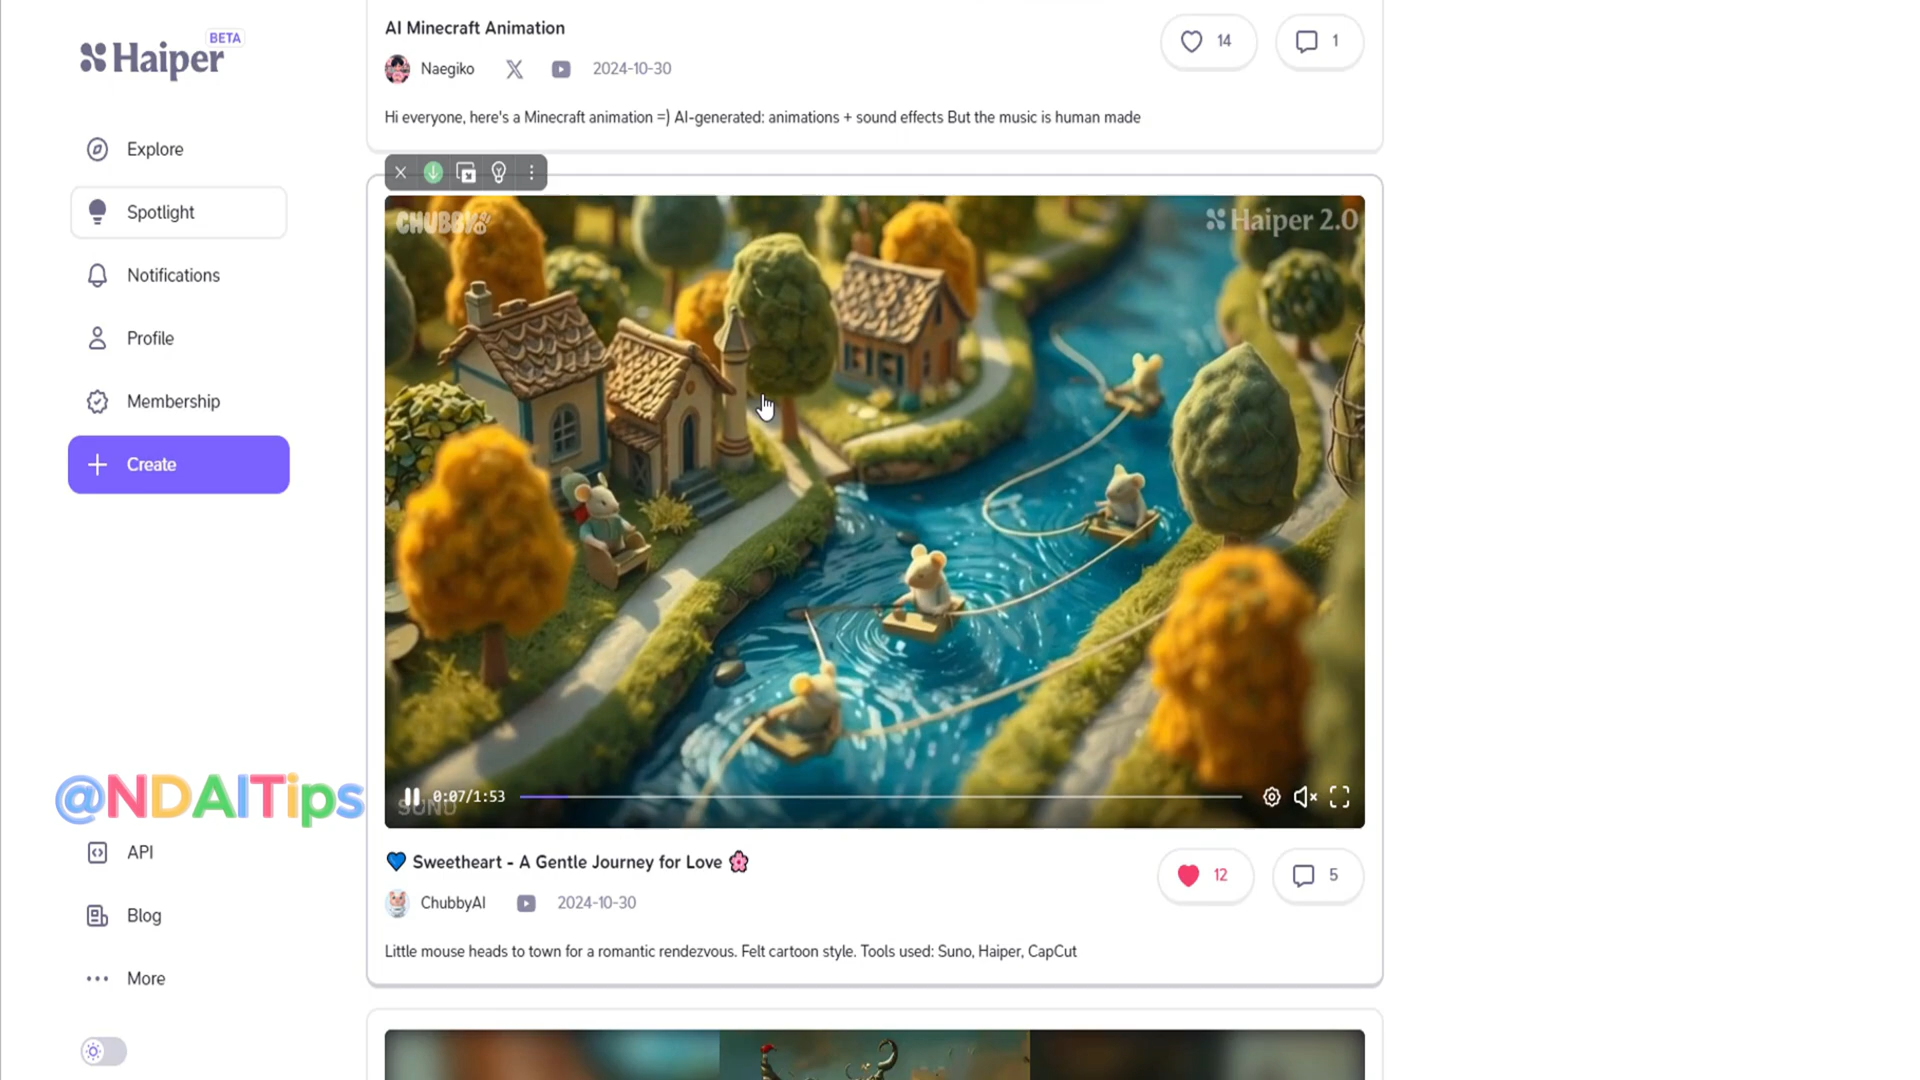 Haiper
BETA
Explore
Spotlight
Notifications
Profile
Membership
Create
@NDAITips
API
Blog
More
AI Minecraft Animation
14
1
Naegiko
2024-10-30
Hi everyone, here's a Minecraft animation =) AI-generated: animations + sound effects But the music is human made
CHUBBY
Haiper 2.0
0:07/1:53
SUNO
💙 Sweetheart - A Gentle Journey for Love 🌸
12
5
ChubbyAI
2024-10-30
Little mouse heads to town for a romantic rendezvous. Felt cartoon style. Tools used: Suno, Haiper, CapCut